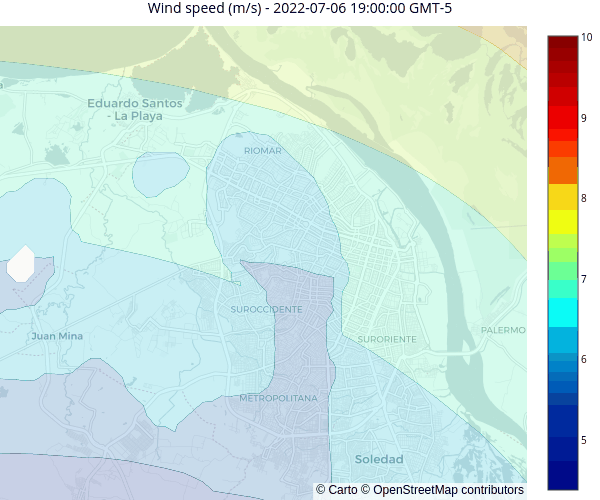 Wind speed (m/s) - 2022-07-06 19:00:00 GMT-5
10
Eduardo Santos
- La Playa
9
RIOMAR
8
7
SUROCCIDENTE
PALERMO
Juan Mina
SURORIENTE
6
METROPOLITANA
5
Soledad
© Carto © OpenStreetMap contributors